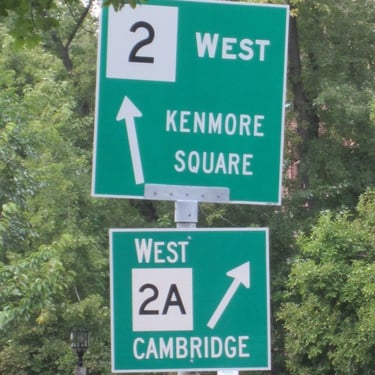 2 WEST
KENMORE
SQUARE
WEST
2A
CAMBRIDGE